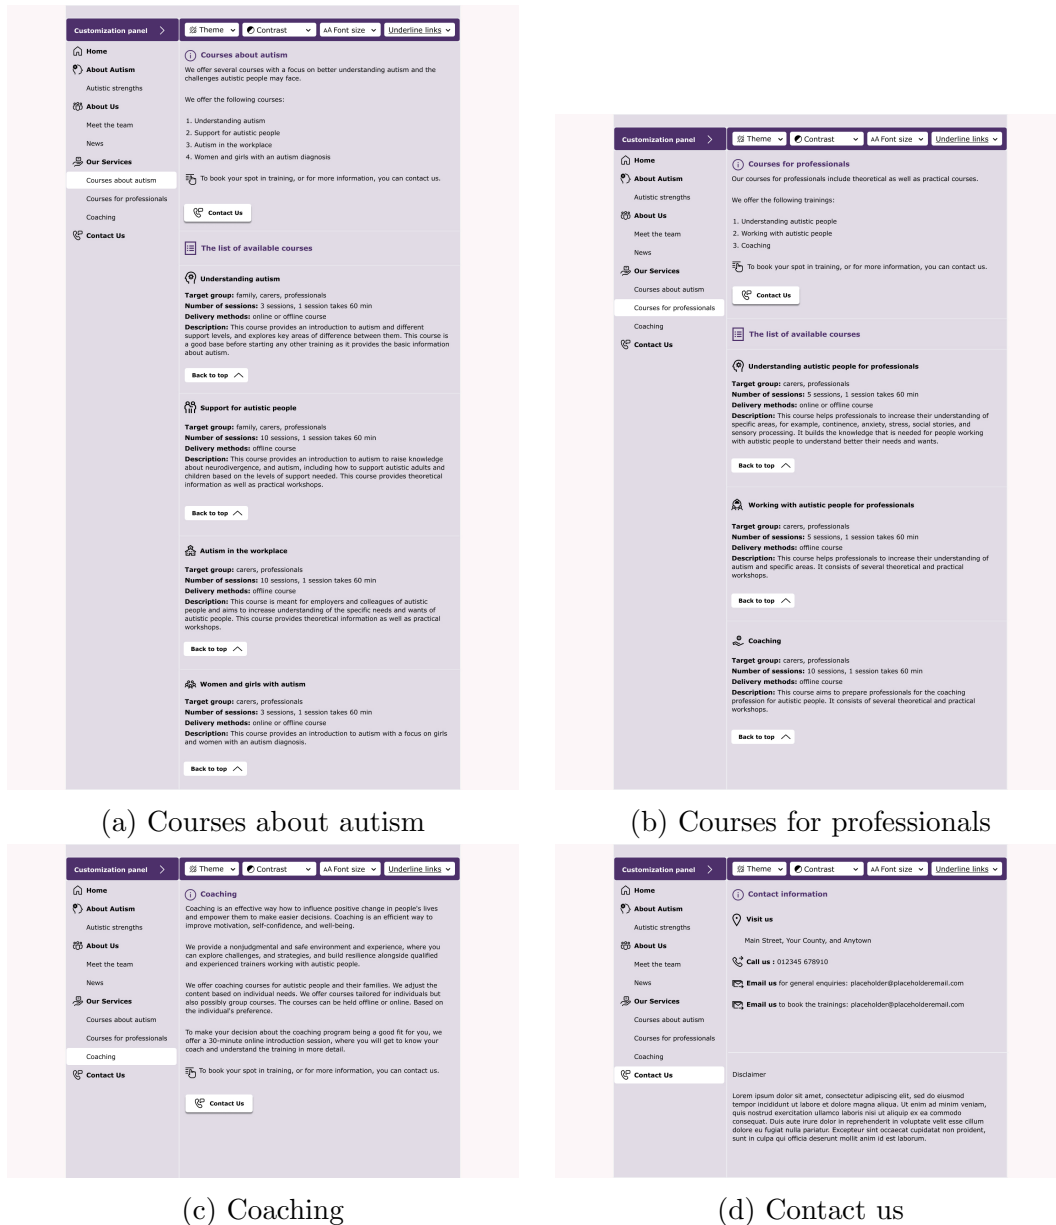 Customization panel
Theme
Contrast
AA Font size
Underline links
Home
About Autism
Autistic strengths
About Us
Meet the team
News
Our Services
Courses about autism
Courses for professionals
Coaching
Contact Us
Courses about autism
We offer several courses with a focus on better understanding autism and the
challenges autistic people may face.
We offer the following courses:
1. Understanding autism
2. Support for autistic people
3. Autism in the workplace
4. Women and girls with an autism diagnosis
To book your spot in training, or for more information, you can contact us.
Contact Us
The list of available courses
Understanding autism
Target group: family, carers, professionals
Number of sessions: 3 sessions, 1 session takes 60 min
Delivery methods: online or offline course
Description: This course provides an introduction to autism and different
support levels, and explores key areas of difference between them. This course is
a good base before starting any other training as it provides the basic information
about autism.
Back to top
Support for autistic people
Target group: family, carers, professionals
Number of sessions: 10 sessions, 1 session takes 60 min
Delivery methods: offline course
Description: This course provides an introduction to autism to raise knowledge
about neurodivergence, and autism, including how to support autistic adults and
children based on the levels of support needed. This course provides theoretical
information as well as practical workshops.
Back to top
Autism in the workplace
Target group: carers, professionals
Number of sessions: 10 sessions, 1 session takes 60 min
Delivery methods: offline course
Description: This course is meant for employers and colleagues of autistic
people and aims to increase understanding of the specific needs and wants of
autistic people. This course provides theoretical information as well as practical
workshops.
Back to top
Women and girls with autism
Target group: carers, professionals
Number of sessions: 3 sessions, 1 session takes 60 min
Delivery methods: online or offline course
Description: This course provides an introduction to autism with a focus on girls
and women with an autism diagnosis.
Back to top
(a) Courses about autism
Customization panel
Theme
Contrast
AA Font size
Underline links
Home
About Autism
Autistic strengths
About Us
Meet the team
News
Our Services
Courses about autism
Courses for professionals
Coaching
Contact Us
Courses for professionals
Our courses for professionals include theoretical as well as practical courses.
We offer the following trainings:
1. Understanding autistic people
2. Working with autistic people
3. Coaching
To book your spot in training, or for more information, you can contact us.
Contact Us
The list of available courses
Understanding autistic people for professionals
Target group: carers, professionals
Number of sessions: 5 sessions, 1 session takes 60 min
Delivery methods: online or offline course
Description: This course helps professionals to increase their understanding of
specific areas, for example, continence, anxiety, stress, social stories, and
sensory processing. It builds the knowledge that is needed for people working
with autistic people to understand better their needs and wants.
Back to top
Working with autistic people for professionals
Target group: carers, professionals
Number of sessions: 5 sessions, 1 session takes 60 min
Delivery methods: offline course
Description: This course helps professionals to increase their understanding of
autism and specific areas. It consists of several theoretical and practical
workshops.
Back to top
Coaching
Target group: carers, professionals
Number of sessions: 10 sessions, 1 session takes 60 min
Delivery methods: offline course
Description: This course aims to prepare professionals for the coaching
profession for autistic people. It consists of several theoretical and practical
workshops.
Back to top
(b) Courses for professionals
Customization panel
Theme
Contrast
AA Font size
Underline links
Home
About Autism
Autistic strengths
About Us
Meet the team
News
Our Services
Courses about autism
Courses for professionals
Coaching
Contact Us
Coaching
Coaching is an effective way how to influence positive change in people's lives
and empower them to make easier decisions. Coaching is an efficient way to
improve motivation, self-confidence, and well-being.
We provide a nonjudgmental and safe environment and experience, where you
can explore challenges, and strategies, and build resilience alongside qualified
and experienced trainers working with autistic people.
We offer coaching courses for autistic people and their families. We adjust the
content based on individual needs. We offer courses tailored for individuals but
also possibly group courses. The courses can be held offline or online. Based on
the individual's preference.
To make your decision about the coaching program being a good fit for you, we
offer a 30-minute online introduction session, where you will get to know your
coach and understand the training in more detail.
To book your spot in training, or for more information, you can contact us.
Contact Us
(c) Coaching
Customization panel
Theme
Contrast
AA Font size
Underline links
Home
About Autism
Autistic strengths
About Us
Meet the team
News
Our Services
Courses about autism
Courses for professionals
Coaching
Contact Us
Contact information
Visit us
Main Street, Your County, and Anytown
Call us : 012345 678910
Email us for general enquiries: placeholder@placeholderemail.com
Email us to book the trainings: placeholder@placeholderemail.com
Disclaimer
Lorem ipsum dolor sit amet, consectetur adipiscing elit, sed do eiusmod
tempor incididunt ut labore et dolore magna aliqua. Ut enim ad minim veniam,
quis nostrud exercitation ullamco laboris nisi ut aliquip ex ea commodo
consequat. Duis aute irure dolor in reprehenderit in voluptate velit esse cillum
dolore eu fugiat nulla pariatur. Excepteur sint occaecat cupidatat non proident,
sunt in culpa qui officia deserunt mollit anim id est laborum.
(d) Contact us